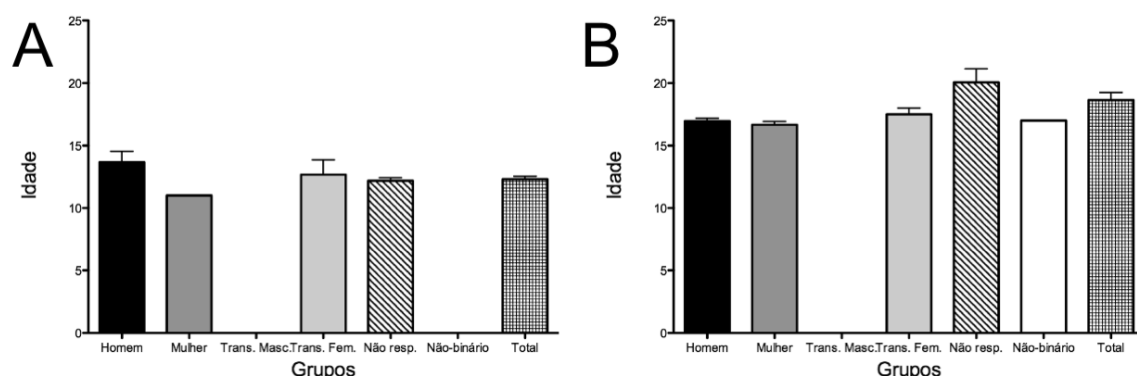 A
Idade
25
20
15
10
5
0
Homem
Mulher
Trans. Masc.
Trans. Fem.
Não resp.
Não-binário
Total
Grupos
B
Idade
25
20
15
10
5
0
Homem
Mulher
Trans. Masc.
Trans. Fem.
Não resp.
Não-binário
Total
Grupos